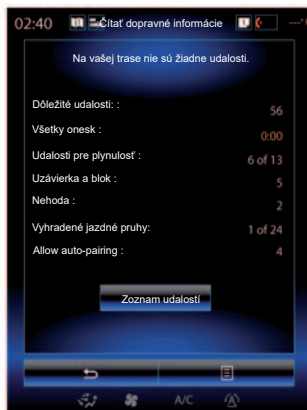 02:40 Čítať dopravné informácie
Na vašej trase nie sú žiadne udalosti.
Dôležité udalosti: : 56
Všetky onesk : 0:00
Udalosti pre plynulosť : 6 of 13
Uzávierka a blok : 5
Nehoda : 2
Vyhradené jazdné pruhy: 1 of 24
Allow auto-pairing : 4
Zoznam udalostí
A/C